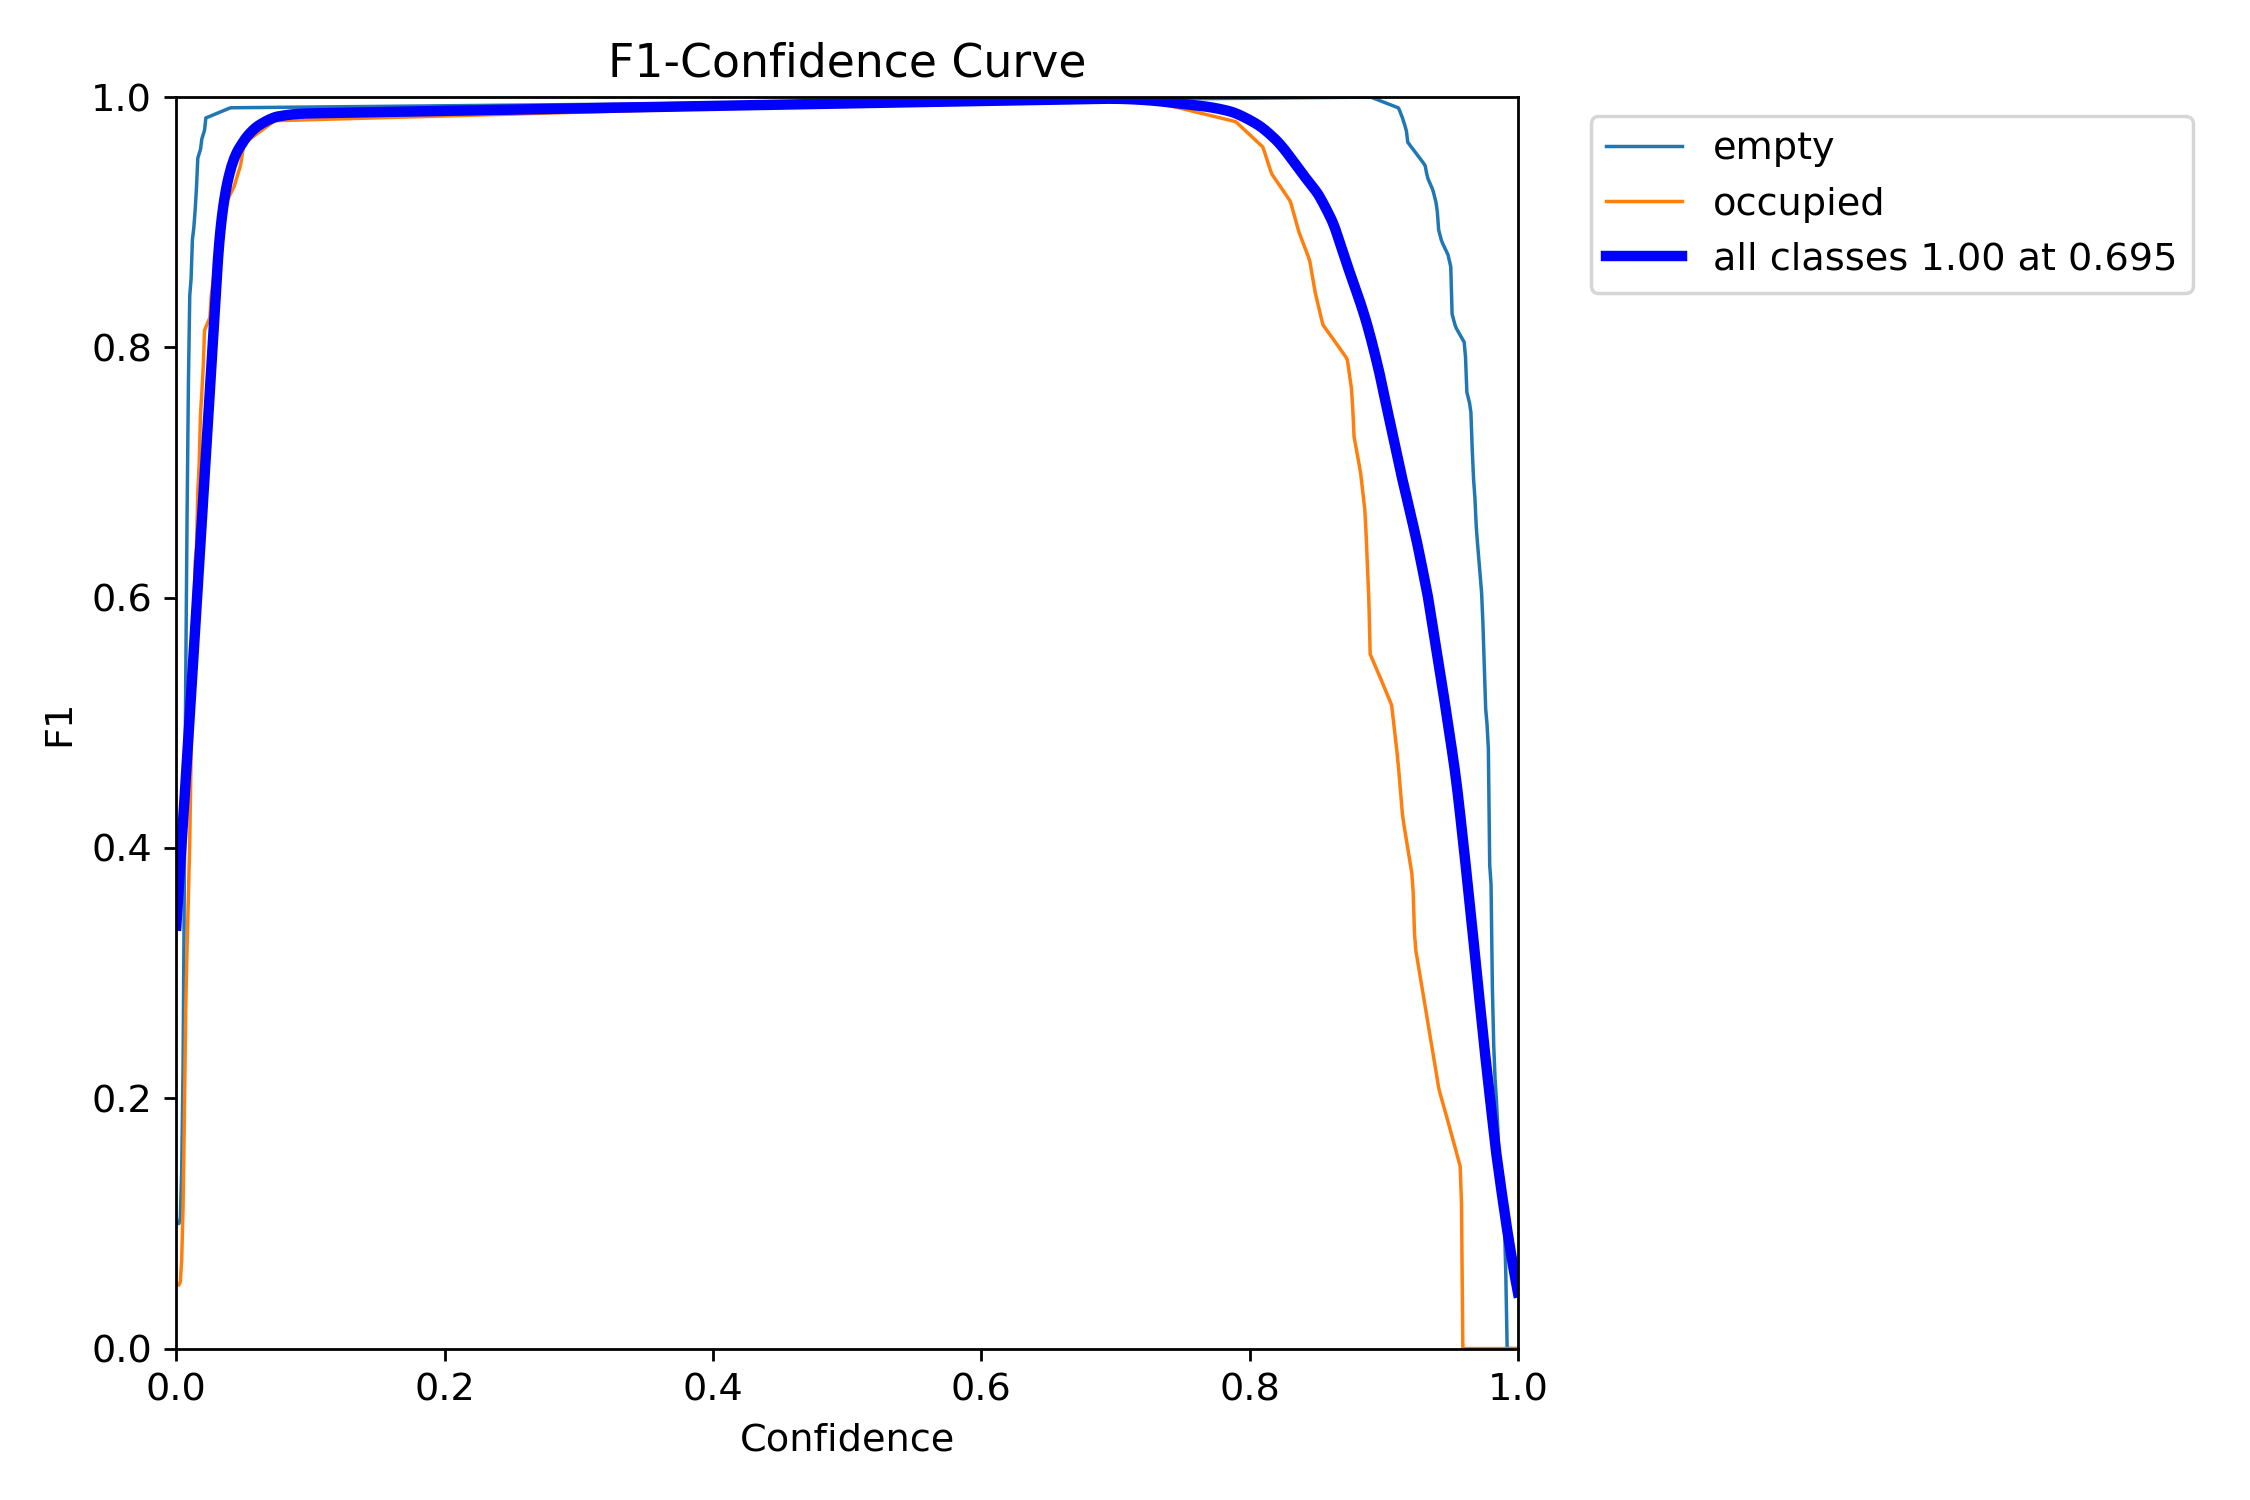 F1-Confidence Curve
1.0
0.8
0.6
0.4
0.2
0.0
F1
0.0 0.2 0.4 0.6 0.8 1.0
Confidence
empty
occupied
all classes 1.00 at 0.695